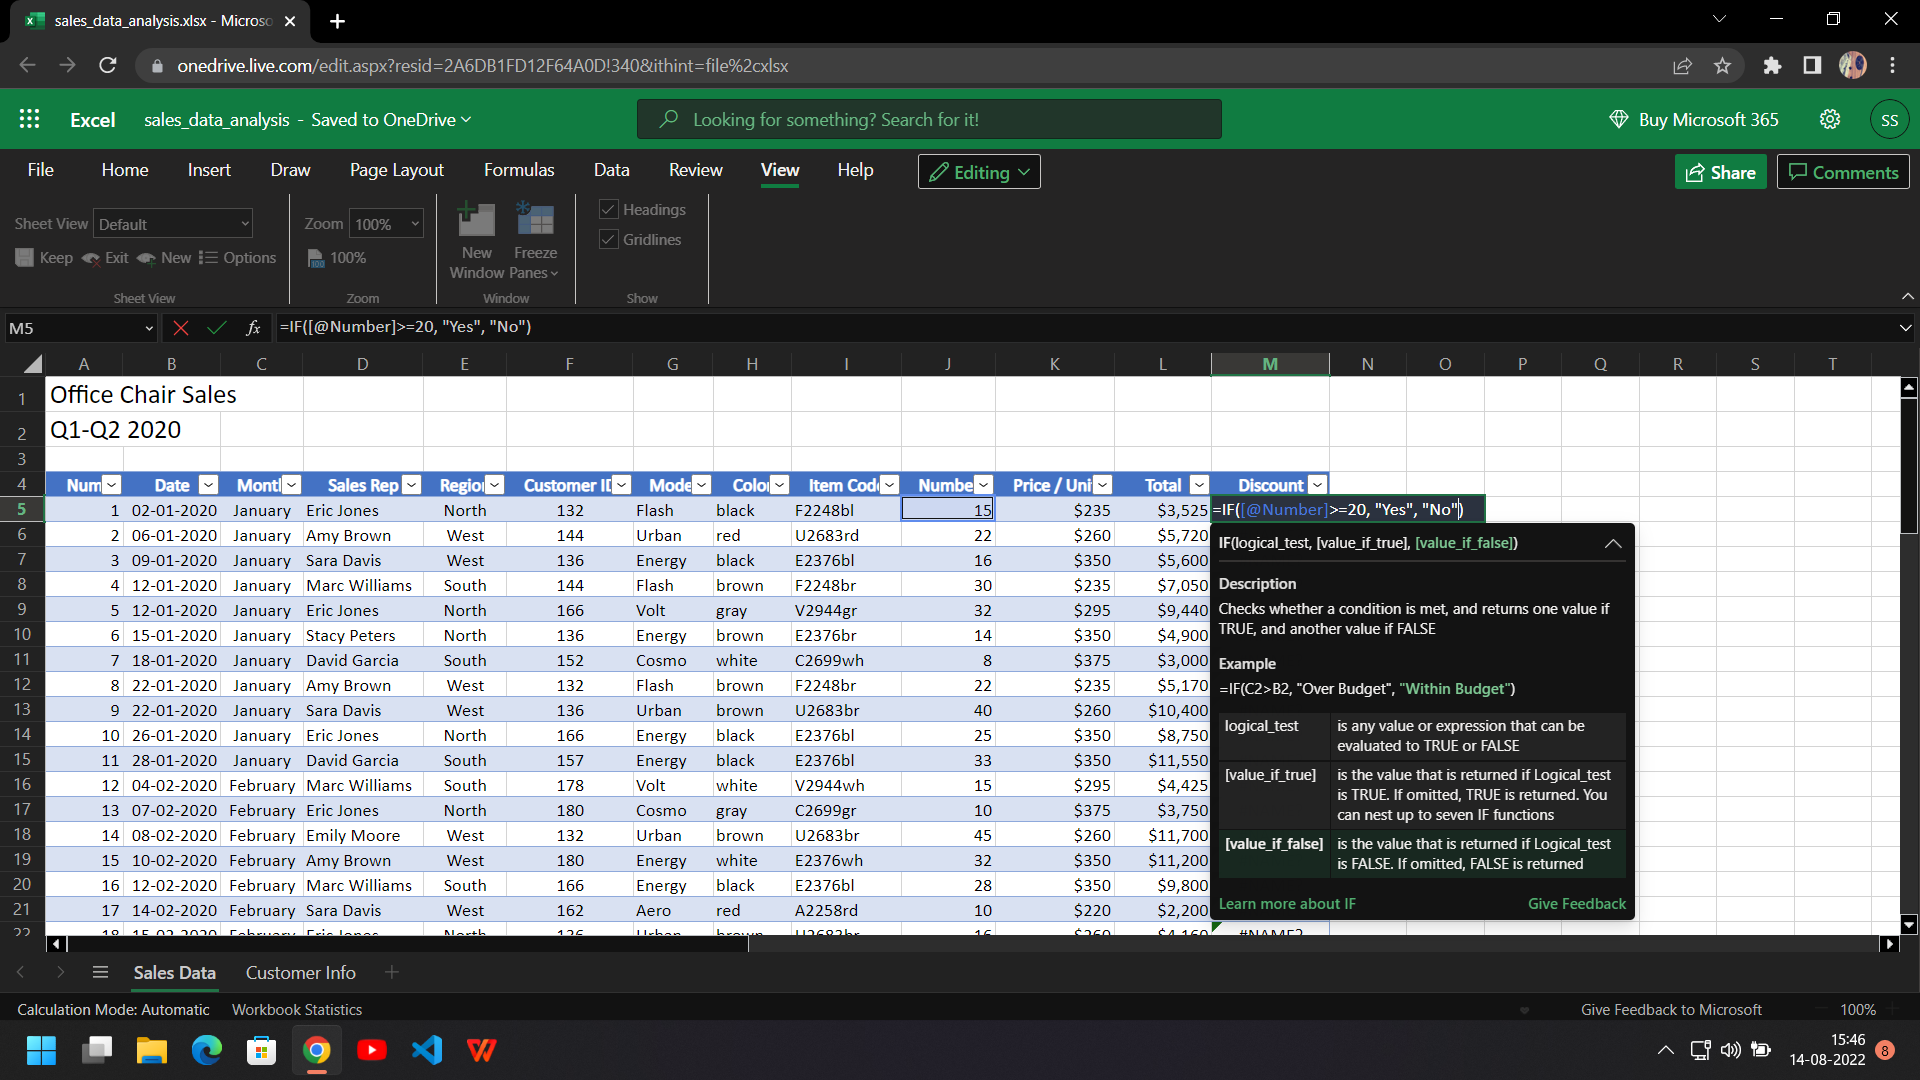 sales_data_analysis.xlsx - Microso
onedrive.live.com/edit.aspx?resid=2A6DB1FD12F64A0D!340&ithint=file%2cxlsx
Excel sales_data_analysis - Saved to OneDrive
Looking for something? Search for it!
Buy Microsoft 365
SS
File Home Insert Draw Page Layout Formulas Data Review View Help Editing Share Comments
Sheet View Default Zoom 100% Headings
Gridlines
Keep Exit New Options 100% New Window Freeze Panes
Sheet View Zoom Window Show
M5 fx =IF([@Number]>=20, "Yes", "No")
A B C D E F G H I J K L M N O P Q R S T
1 Office Chair Sales
2 Q1-Q2 2020
3
4 Num Date Montl Sales Rep Regior Customer II Mode Color Item Code Numbe Price / Uni Total Discount
5 1 02-01-2020 January Eric Jones North 132 Flash black F2248bl 15 $235 $3,525 =IF([@Number]>=20, "Yes", "No")
6 2 06-01-2020 January Amy Brown West 144 Urban red U2683rd 22 $260 $5,720
7 3 09-01-2020 January Sara Davis West 136 Energy black E2376bl 16 $350 $5,600
8 4 12-01-2020 January Marc Williams South 144 Flash brown F2248br 30 $235 $7,050
9 5 12-01-2020 January Eric Jones North 166 Volt gray V2944gr 32 $295 $9,440
10 6 15-01-2020 January Stacy Peters North 136 Energy brown E2376br 14 $350 $4,900
11 7 18-01-2020 January David Garcia South 152 Cosmo white C2699wh 8 $375 $3,000
12 8 22-01-2020 January Amy Brown West 132 Flash brown F2248br 22 $235 $5,170
13 9 22-01-2020 January Sara Davis West 136 Urban brown U2683br 40 $260 $10,400
14 10 26-01-2020 January Eric Jones North 166 Energy black E2376bl 25 $350 $8,750
15 11 28-01-2020 January David Garcia South 157 Energy black E2376bl 33 $350 $11,550
16 12 04-02-2020 February Marc Williams South 178 Volt white V2944wh 15 $295 $4,425
17 13 07-02-2020 February Eric Jones North 180 Cosmo gray C2699gr 10 $375 $3,750
18 14 08-02-2020 February Emily Moore West 132 Urban brown U2683br 45 $260 $11,700
19 15 10-02-2020 February Amy Brown West 180 Energy white E2376wh 32 $350 $11,200
20 16 12-02-2020 February Marc Williams South 166 Energy black E2376bl 28 $350 $9,800
21 17 14-02-2020 February Sara Davis West 162 Aero red A2258rd 10 $220 $2,200
22 18 15-02-2020 February Eric Jones North 136 Urban brown U2683br 16 $260 $4,160 #NAME?
IF(logical_test, [value_if_true], [value_if_false])
Description
Checks whether a condition is met, and returns one value if
TRUE, and another value if FALSE
Example
=IF(C2>B2, "Over Budget", "Within Budget")
logical_test is any value or expression that can be
evaluated to TRUE or FALSE
[value_if_true] is the value that is returned if Logical_test
is TRUE. If omitted, TRUE is returned. You
can nest up to seven IF functions
[value_if_false] is the value that is returned if Logical_test
is FALSE. If omitted, FALSE is returned
Learn more about IF Give Feedback
Sales Data Customer Info
Calculation Mode: Automatic Workbook Statistics Give Feedback to Microsoft 100%
15:46
14-08-2022 8